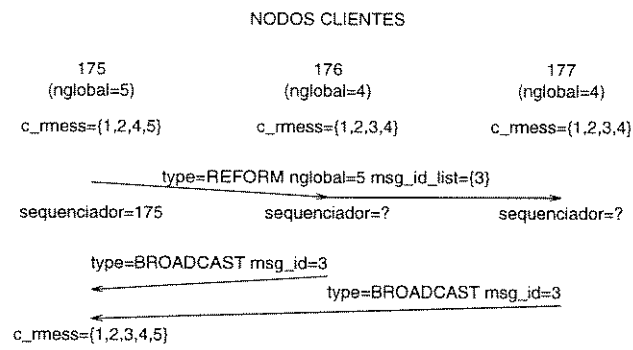 NODOS CLIENTES
175 176 177
(nglobal=5) (nglobal=4) (nglobal=4)
c_rmess={1,2,4,5} c_rmess={1,2,3,4} c_rmess={1,2,3,4}
type=REFORM nglobal=5 msg_id_list={3}
sequenciador=175 sequenciador=? sequenciador=?
type=BROADCAST msg_id=3
type=BROADCAST msg_id=3
c_rmess={1,2,3,4,5}